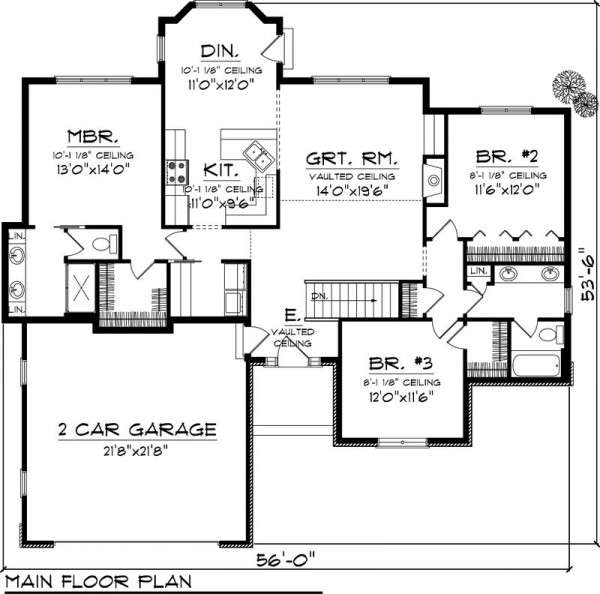 DIN.
10'-1 1/8" CEILING
11'0"x12'0"
MBR.
10'-1 1/8" CEILING
13'0"x14'0"
KIT.
10'-1 1/8" CEILING
11'0"x9'6"
GRT. RM.
VAULTED CEILING
14'0"x19'6"
BR. #2
8'-1 1/8" CEILING
11'6"x12'0"
LIN.
LIN.
LIN.
DN.
E.
VAULTED
CEILING
BR. #3
8'-1 1/8" CEILING
12'0"x11'6"
2 CAR GARAGE
21'8"x21'8"
53'-6"
56'-0"
MAIN FLOOR PLAN